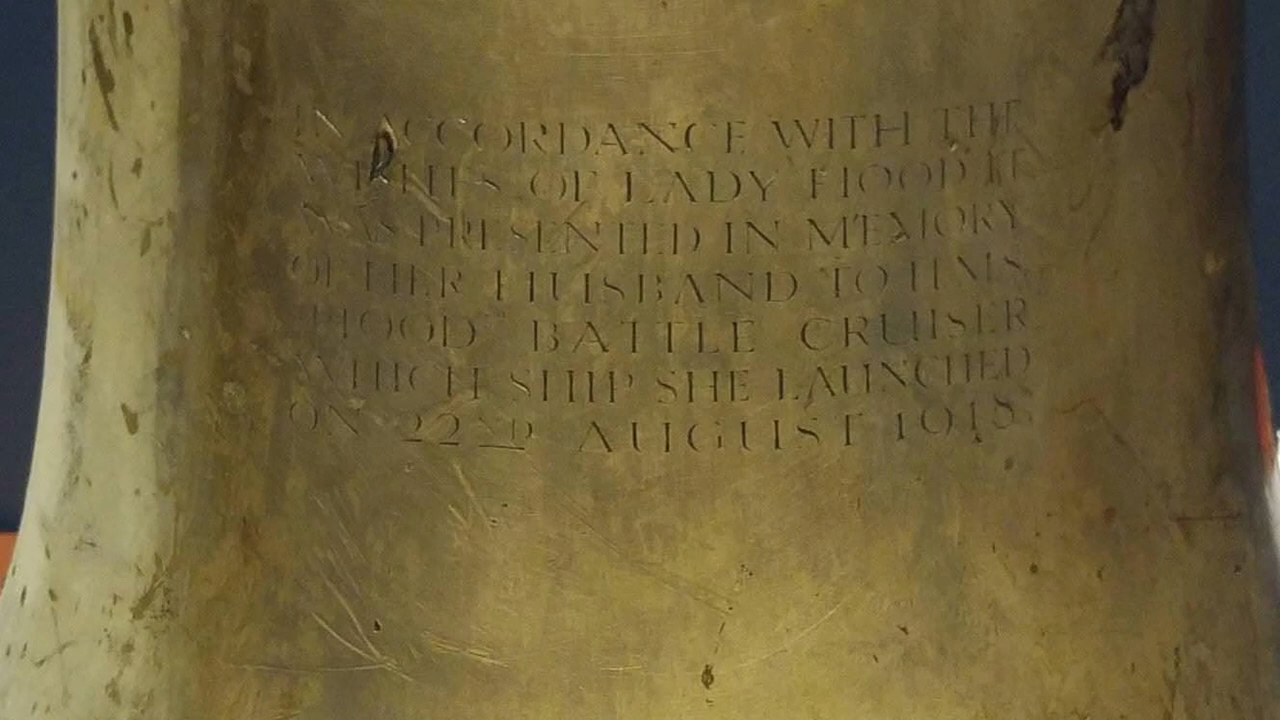 IN ACCORDANCE WITH THE
WISHES OF LADY HOOD IT
WAS PRESENTED IN MEMORY
OF HER HUSBAND TO H.M.S.
"HOOD" BATTLE CRUISER
WHICH SHIP SHE LAUNCHED
ON 22ND AUGUST 1918